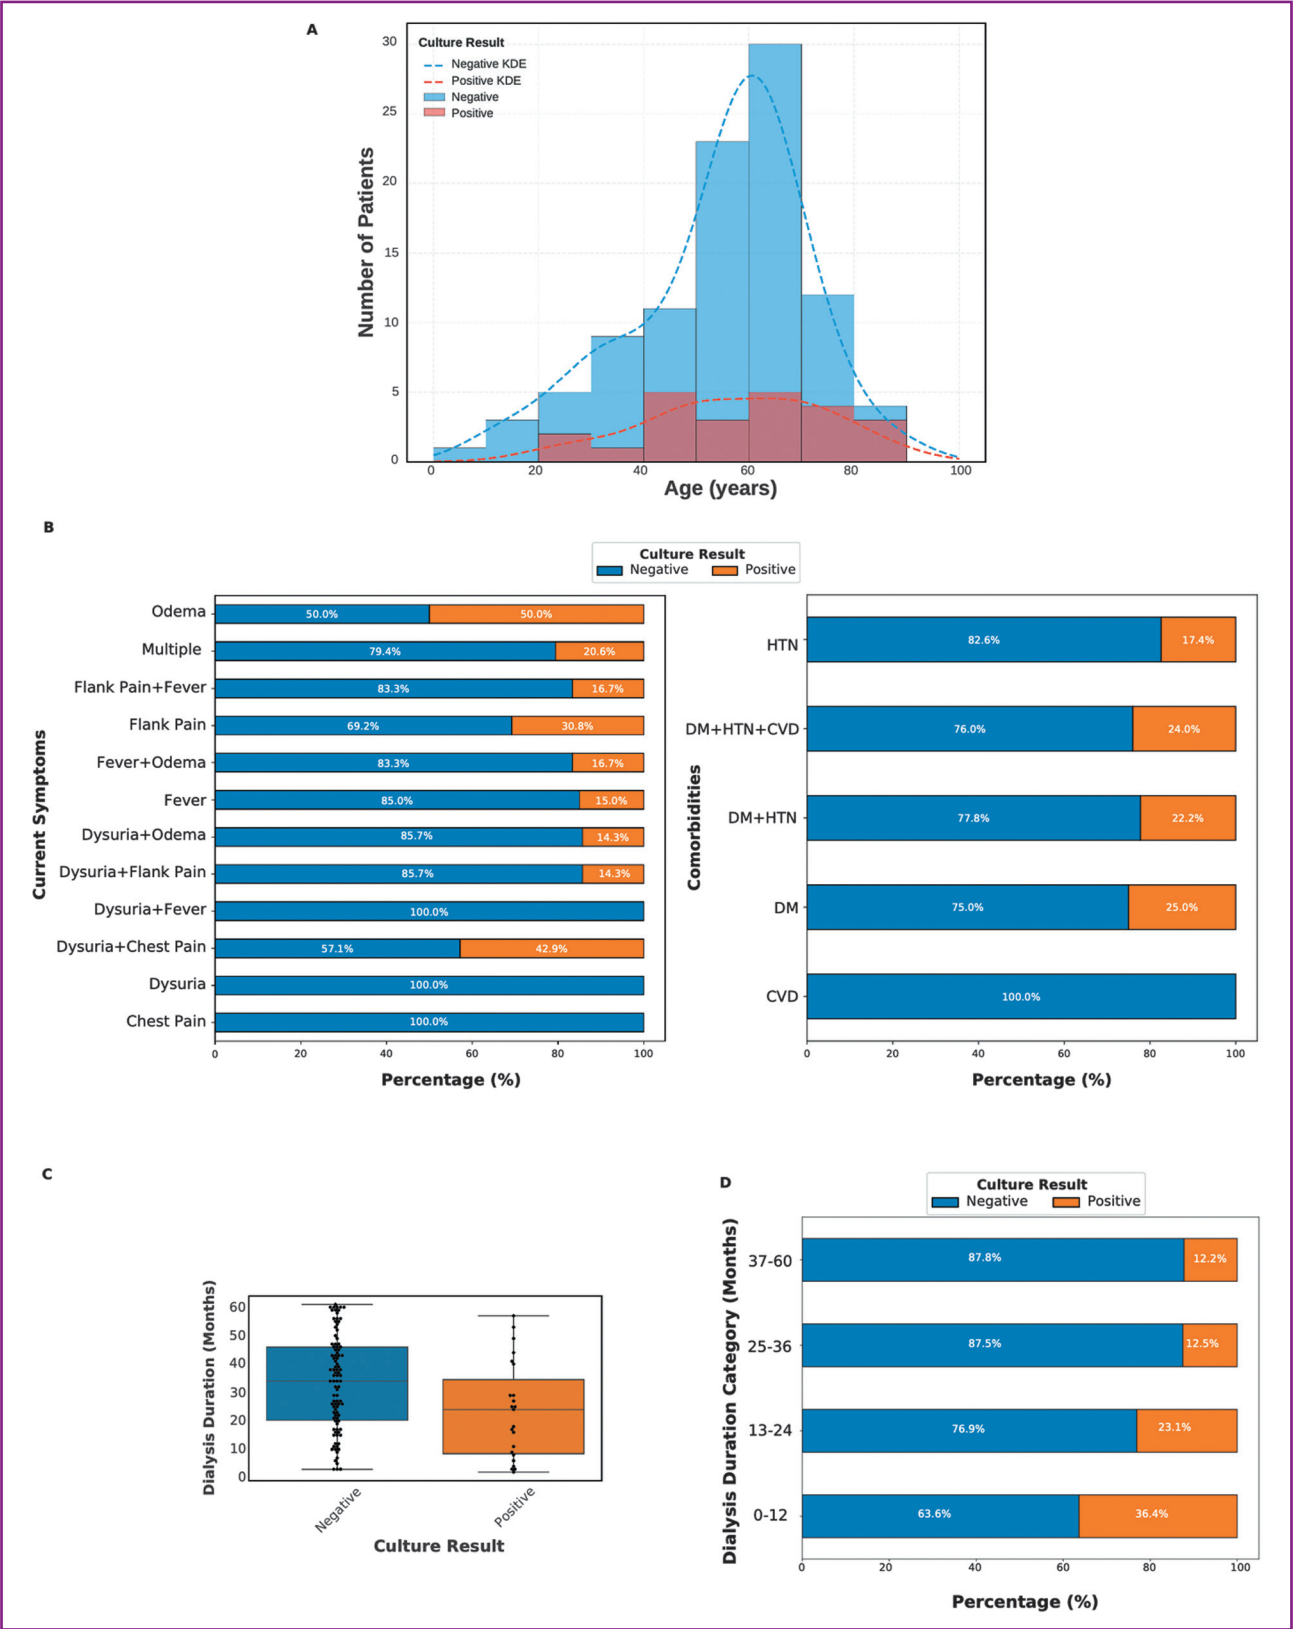 A
Culture Result
Negative KDE
Positive KDE
Negative
Positive
30
25
20
15
10
5
0
Number of Patients
0 20 40 60 80 100
Age (years)
B
Culture Result
Negative Positive
Current Symptoms
Odema 50.0% 50.0%
Multiple 79.4% 20.6%
Flank Pain+Fever 83.3% 16.7%
Flank Pain 69.2% 30.8%
Fever+Odema 83.3% 16.7%
Fever 85.0% 15.0%
Dysuria+Odema 85.7% 14.3%
Dysuria+Flank Pain 85.7% 14.3%
Dysuria+Fever 100.0%
Dysuria+Chest Pain 57.1% 42.9%
Dysuria 100.0%
Chest Pain 100.0%
0 20 40 60 80 100
Percentage (%)
Comorbidities
HTN 82.6% 17.4%
DM+HTN+CVD 76.0% 24.0%
DM+HTN 77.8% 22.2%
DM 75.0% 25.0%
CVD 100.0%
0 20 40 60 80 100
Percentage (%)
C
Dialysis Duration (Months)
60
50
40
30
20
10
0
Negative Positive
Culture Result
D
Culture Result
Negative Positive
Dialysis Duration Category (Months)
37-60 87.8% 12.2%
25-36 87.5% 12.5%
13-24 76.9% 23.1%
0-12 63.6% 36.4%
0 20 40 60 80 100
Percentage (%)